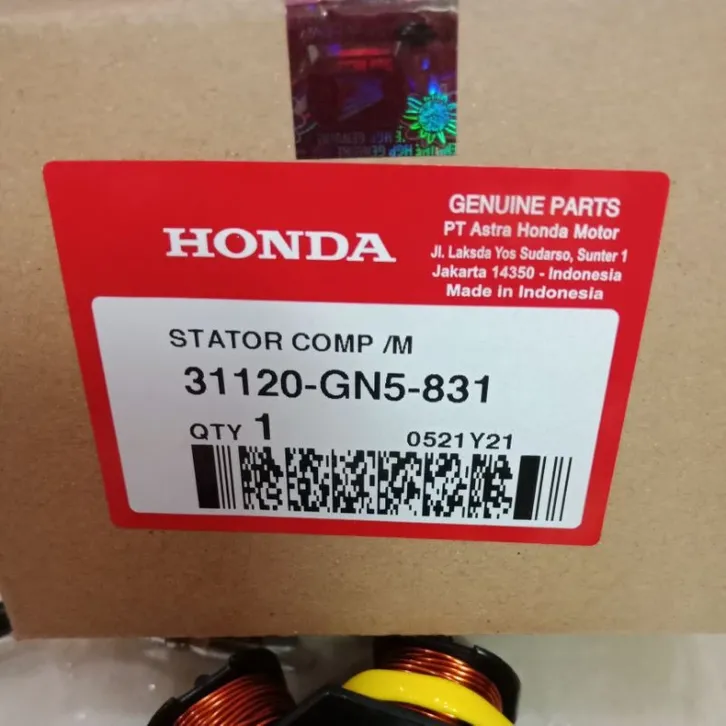 HONDA
GENUINE PARTS
PT Astra Honda Motor
Jl. Laksda Yos Sudarso, Sunter 1
Jakarta 14350 - Indonesia
Made in Indonesia
STATOR COMP /M
31120-GN5-831
QTY 1
0521Y21